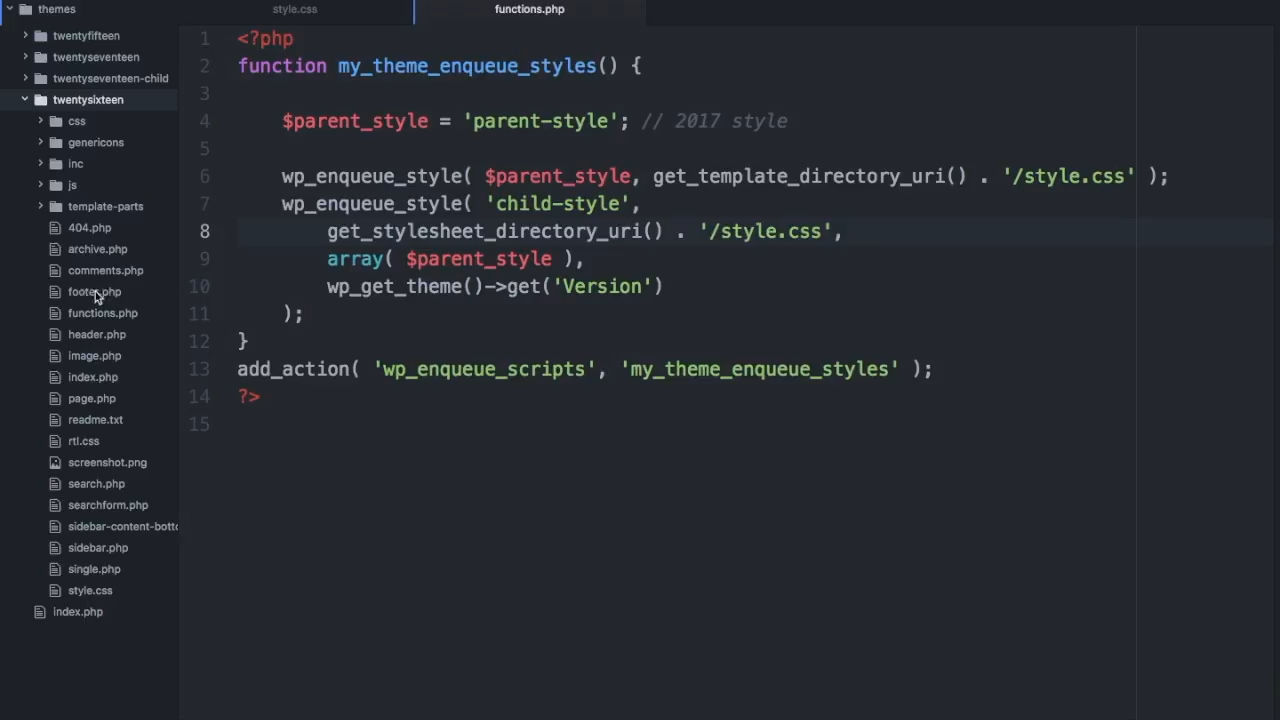 themes
style.css
functions.php
twentyfifteen
twentyseventeen
twentyseventeen-child
twentysixteen
css
genericons
inc
js
template-parts
404.php
archive.php
comments.php
footer.php
functions.php
header.php
image.php
index.php
page.php
readme.txt
rtl.css
screenshot.png
search.php
searchform.php
sidebar-content-botto
sidebar.php
single.php
style.css
index.php
1 <?php
2 function my_theme_enqueue_styles() {
3
4 $parent_style = 'parent-style'; // 2017 style
5
6 wp_enqueue_style( $parent_style, get_template_directory_uri() . '/style.css' );
7 wp_enqueue_style( 'child-style',
8 get_stylesheet_directory_uri() . '/style.css',
9 array( $parent_style ),
10 wp_get_theme()->get('Version')
11 );
12 }
13 add_action( 'wp_enqueue_scripts', 'my_theme_enqueue_styles' );
14 ?>
15